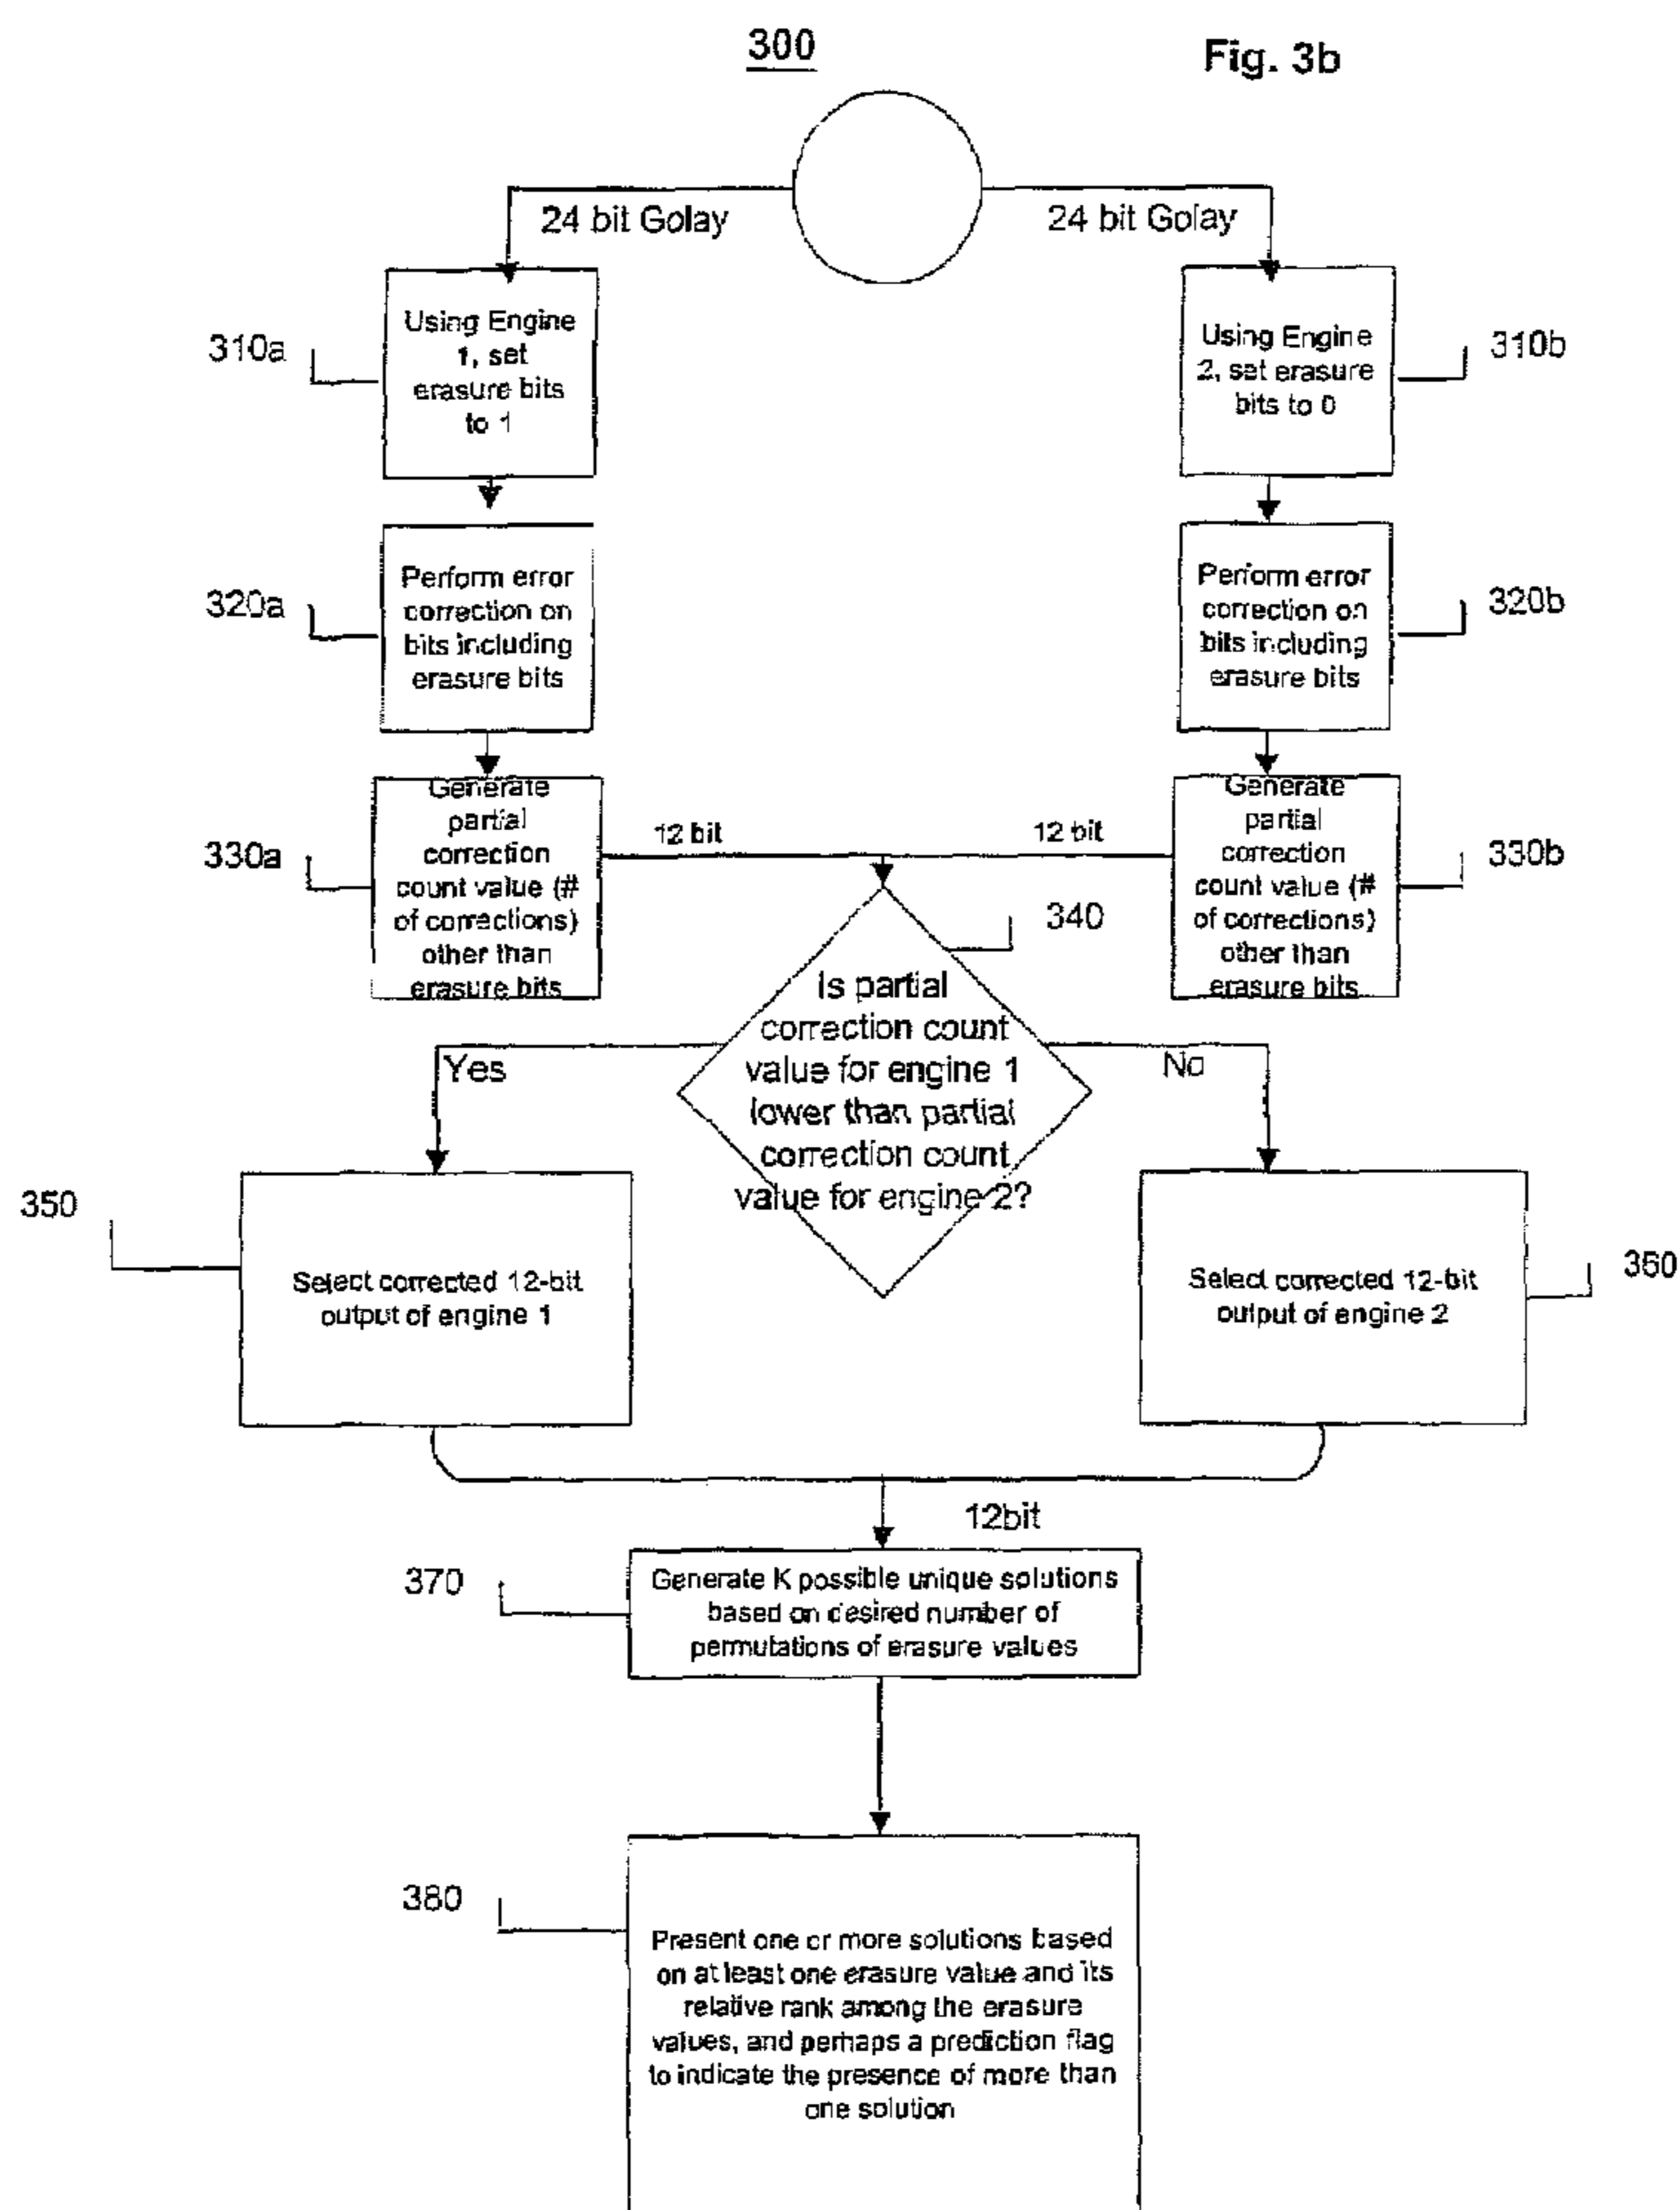 300
Fig. 3b
24 bit Golay
24 bit Golay
310a
Using Engine
1, set
erasure bits
to 1
Using Engine
2, set erasure
bits to 0
310b
320a
Perform error
correction on
bits including
erasure bits
Perform error
correction on
bits including
erasure bits
320b
330a
Generate
partial
correction
count value (#
of corrections)
other than
erasure bits
12 bit
12 bit
Generate
partial
correction
count value (#
of corrections)
other than
erasure bits
330b
340
Is partial
correction count
value for engine 1
lower than partial
correction count
value for engine 2?
Yes
No
350
Select corrected 12-bit
output of engine 1
Select corrected 12-bit
output of engine 2
360
12bit
370
Generate K possible unique solutions
based on desired number of
permutations of erasure values
380
Present one or more solutions based
on at least one erasure value and its
relative rank among the erasure
values, and perhaps a prediction flag
to indicate the presence of more than
one solution